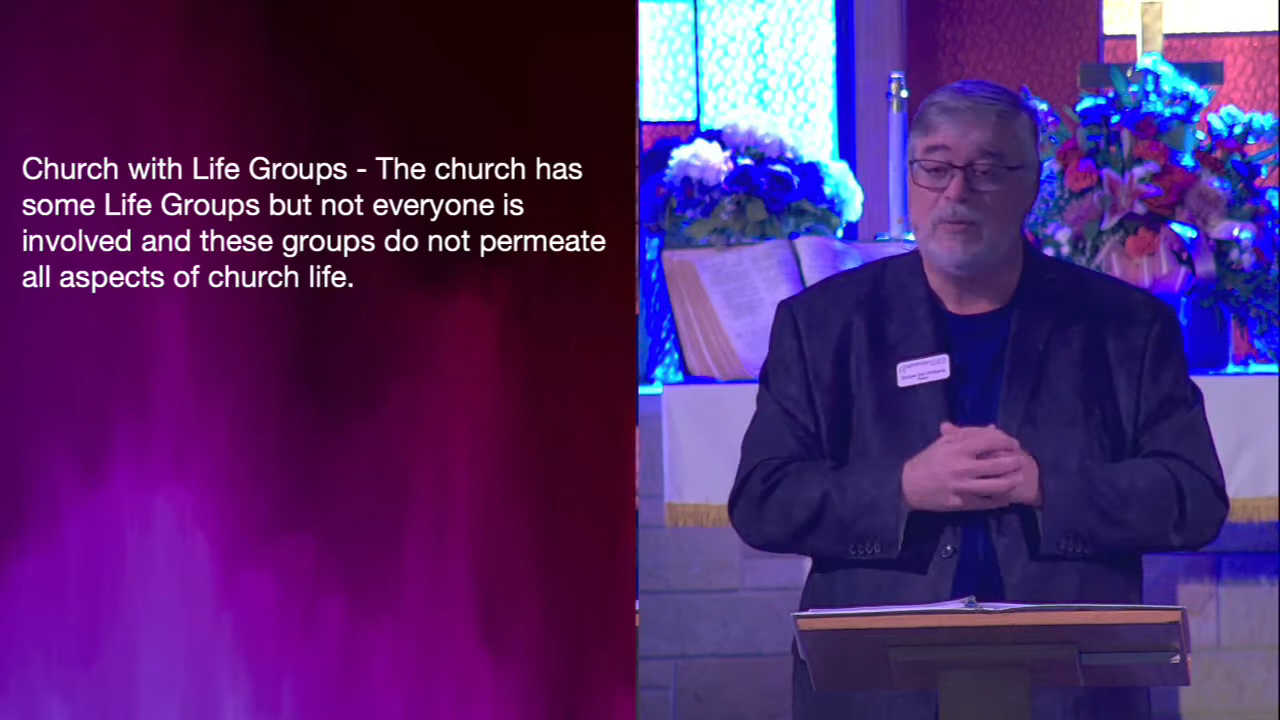 Church with Life Groups - The church has
some Life Groups but not everyone is
involved and these groups do not permeate
all aspects of church life.